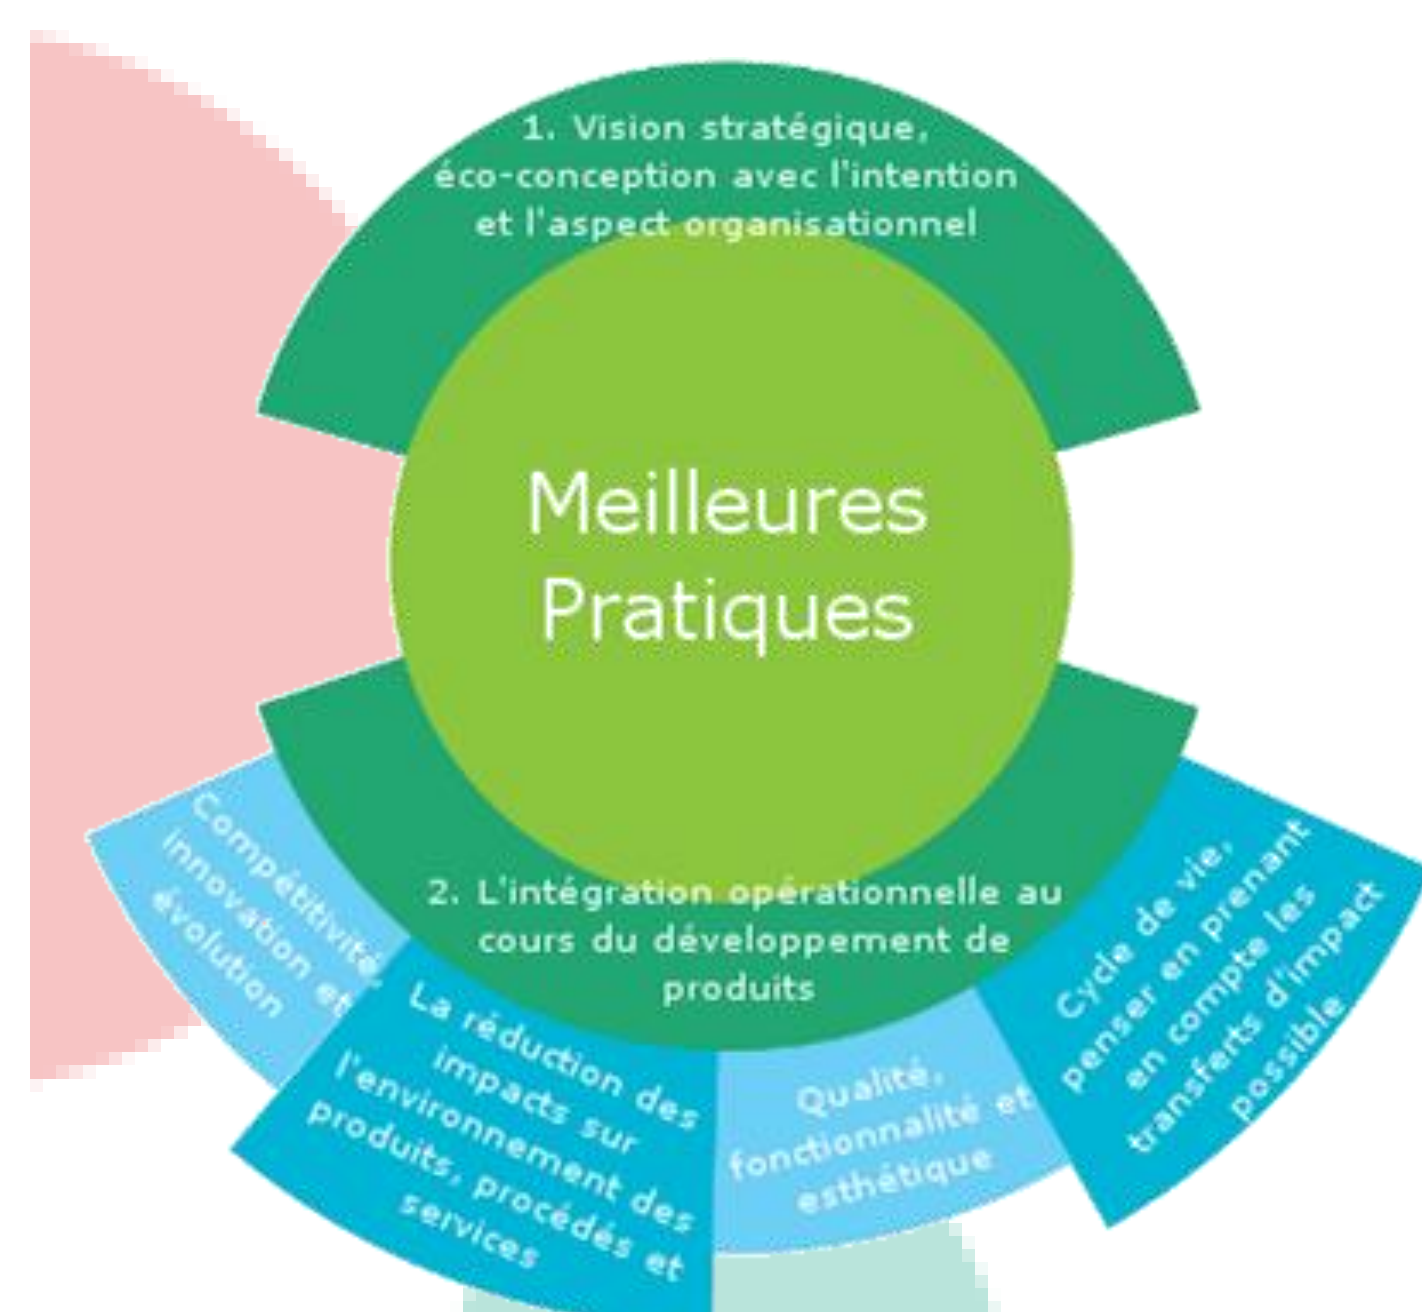 1. Vision stratégique,
éco-conception avec l'intention
et l'aspect organisationnel
Meilleures
Pratiques
2. L'intégration opérationnelle au
cours du développement de
produits
Compétitivité,
innovation et
évolution
La réduction des
impacts sur
l'environnement des
produits, procédés et
services
Qualité,
fonctionnalité et
esthétique
Cycle de vie,
penser en prenant
en compte les
transferts d'impact
possible